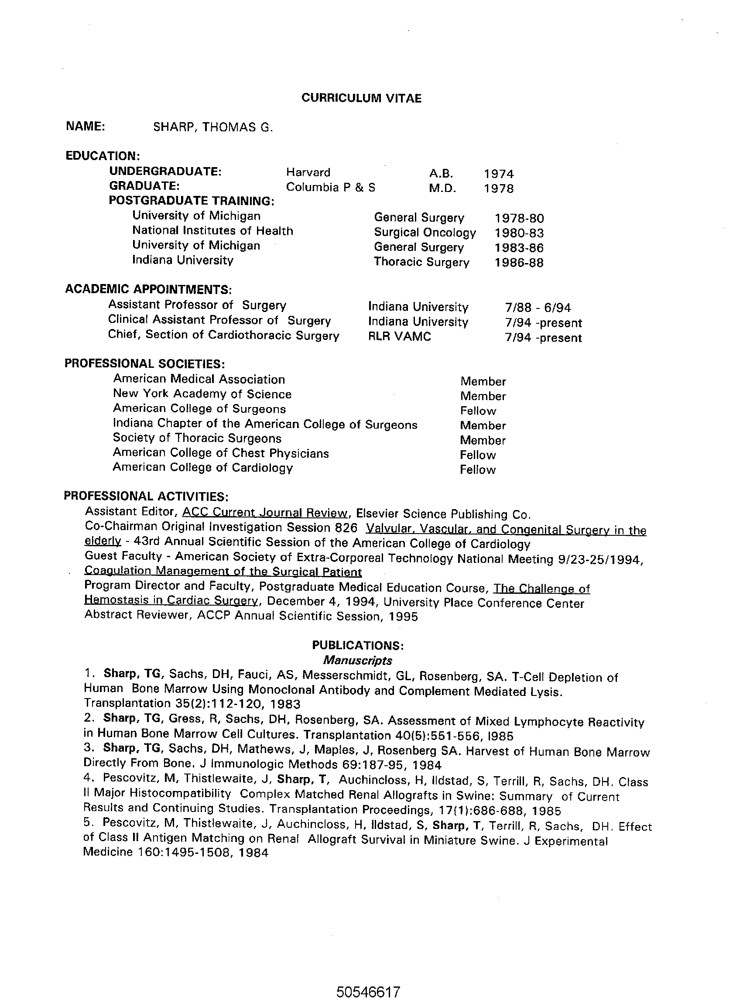 CURRICULUM VITAE
NAME: SHARP, THOMAS G.
EDUCATION:
UNDERGRADUATE: Harvard A.B. 1974
GRADUATE: Columbia P & S M.D. 1978
POSTGRADUATE TRAINING:
University of Michigan General Surgery 1978-80
National Institutes of Health Surgical Oncology 1980-83
University of Michigan General Surgery 1983-86
Indiana University Thoracic Surgery 1986-88
ACADEMIC APPOINTMENTS:
Assistant Professor of Surgery Indiana University 7/88 - 6/94
Clinical Assistant Professor of Surgery Indiana University 7/94 -present
Chief, Section of Cardiothoracic Surgery RLR VAMC 7/94 -present
PROFESSIONAL SOCIETIES:
American Medical Association Member
New York Academy of Science Member
American College of Surgeons Fellow
Indiana Chapter of the American College of Surgeons Member
Society of Thoracic Surgeons Member
American College of Chest Physicians Fellow
American College of Cardiology Fellow
PROFESSIONAL ACTIVITIES:
Assistant Editor, ACC Current Journal Review, Elsevier Science Publishing Co.
Co-Chairman Original Investigation Session 826 Valvular, Vascular, and Congenital Surgery in the
elderly - 43rd Annual Scientific Session of the American College of Cardiology
Guest Faculty - American Society of Extra-Corporeal Technology National Meeting 9/23-25/1994,
Coagulation Management of the Surgical Patient
Program Director and Faculty, Postgraduate Medical Education Course, The Challenge of
Hemostasis in Cardiac Surgery, December 4, 1994, University Place Conference Center
Abstract Reviewer, ACCP Annual Scientific Session, 1995
PUBLICATIONS:
Manuscripts
1. Sharp, TG, Sachs, DH, Fauci, AS, Messerschmidt, GL, Rosenberg, SA. T-Cell Depletion of
Human Bone Marrow Using Monoclonal Antibody and Complement Mediated Lysis.
Transplantation 35(2):112-120, 1983
2. Sharp, TG, Gress, R, Sachs, DH, Rosenberg, SA. Assessment of Mixed Lymphocyte Reactivity
in Human Bone Marrow Cell Cultures. Transplantation 40(5):551-556, I985
3. Sharp, TG, Sachs, DH, Mathews, J, Maples, J, Rosenberg SA. Harvest of Human Bone Marrow
Directly From Bone. J Immunologic Methods 69:187-95, 1984
4. Pescovitz, M, Thistlewaite, J, Sharp, T, Auchincloss, H, Ildstad, S, Terrill, R, Sachs, DH. Class
II Major Histocompatibility Complex Matched Renal Allografts in Swine: Summary of Current
Results and Continuing Studies. Transplantation Proceedings, 17(1):686-688, 1985
5. Pescovitz, M, Thistlewaite, J, Auchincloss, H, Ildstad, S, Sharp, T, Terrill, R, Sachs, DH. Effect
of Class II Antigen Matching on Renal Allograft Survival in Miniature Swine. J Experimental
Medicine 160:1495-1508, 1984
50546617